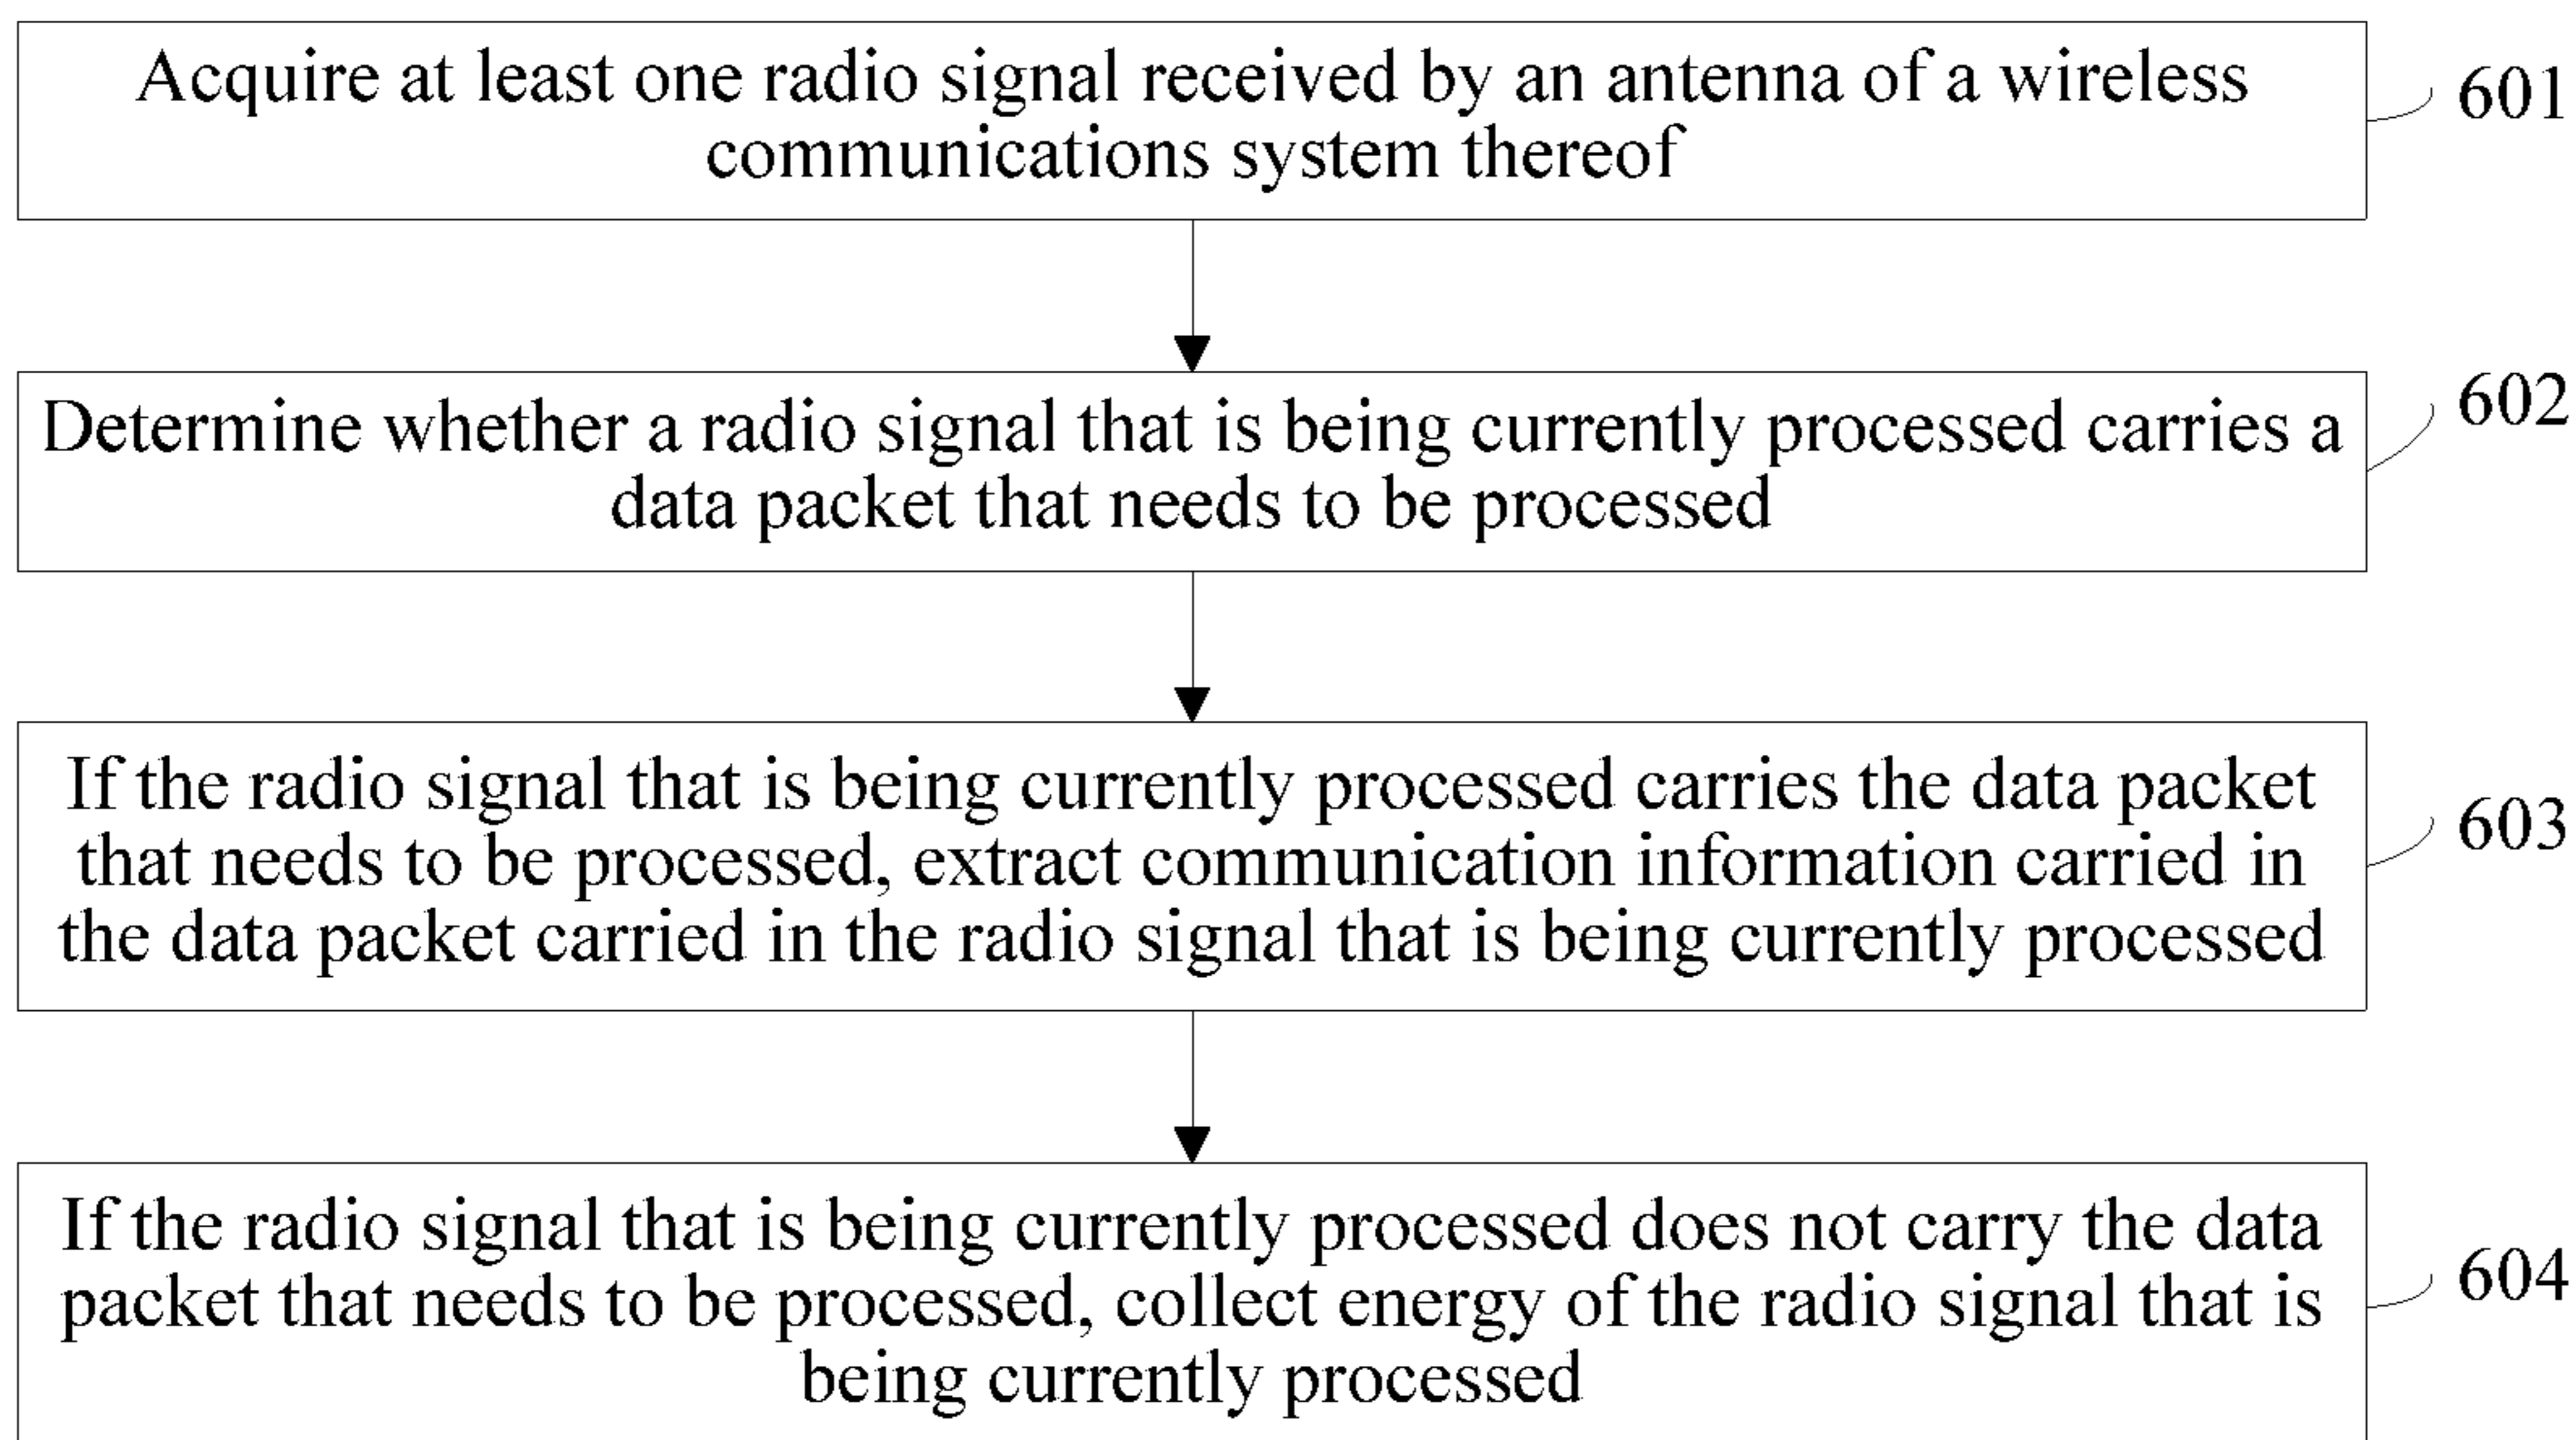 Acquire at least one radio signal received by an antenna of a wireless
communications system thereof
601
Determine whether a radio signal that is being currently processed carries a
data packet that needs to be processed
602
If the radio signal that is being currently processed carries the data packet
that needs to be processed, extract communication information carried in
the data packet carried in the radio signal that is being currently processed
603
If the radio signal that is being currently processed does not carry the data
packet that needs to be processed, collect energy of the radio signal that is
being currently processed
604